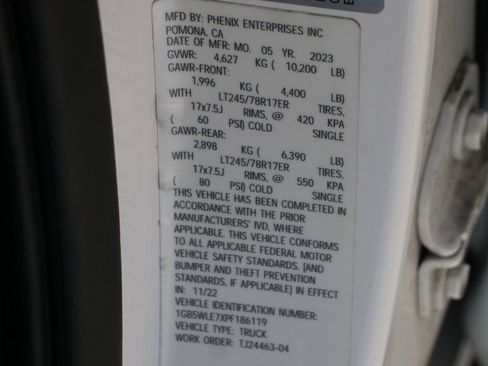 MFD BY: PHENIX ENTERPRISES INC
POMONA, CA
DATE OF MFR: MO. 05 YR. 2023
GVWR: 4,627 KG ( 10,200 LB)
GAWR-FRONT:
1,996 KG ( 4,400 LB)
WITH LT245/78R17ER TIRES,
17x7.5J RIMS, @ 420 KPA
( 60 PSI) COLD SINGLE
GAWR-REAR:
2,898 KG ( 6,390 LB)
WITH LT245/78R17ER TIRES,
17x7.5J RIMS, @ 550 KPA
( 80 PSI) COLD SINGLE
THIS VEHICLE HAS BEEN COMPLETED IN
ACCORDANCE WITH THE PRIOR
MANUFACTURERS' IVD, WHERE
APPLICABLE. THIS VEHICLE CONFORMS
TO ALL APPLICABLE FEDERAL MOTOR
VEHICLE SAFETY STANDARDS, [AND
BUMPER AND THEFT PREVENTION
STANDARDS, IF APPLICABLE] IN EFFECT
IN: 11/22
VEHICLE IDENTIFICATION NUMBER:
1GB5WLE7XPF186119
VEHICLE TYPE: TRUCK
WORK ORDER: TJ24463-04